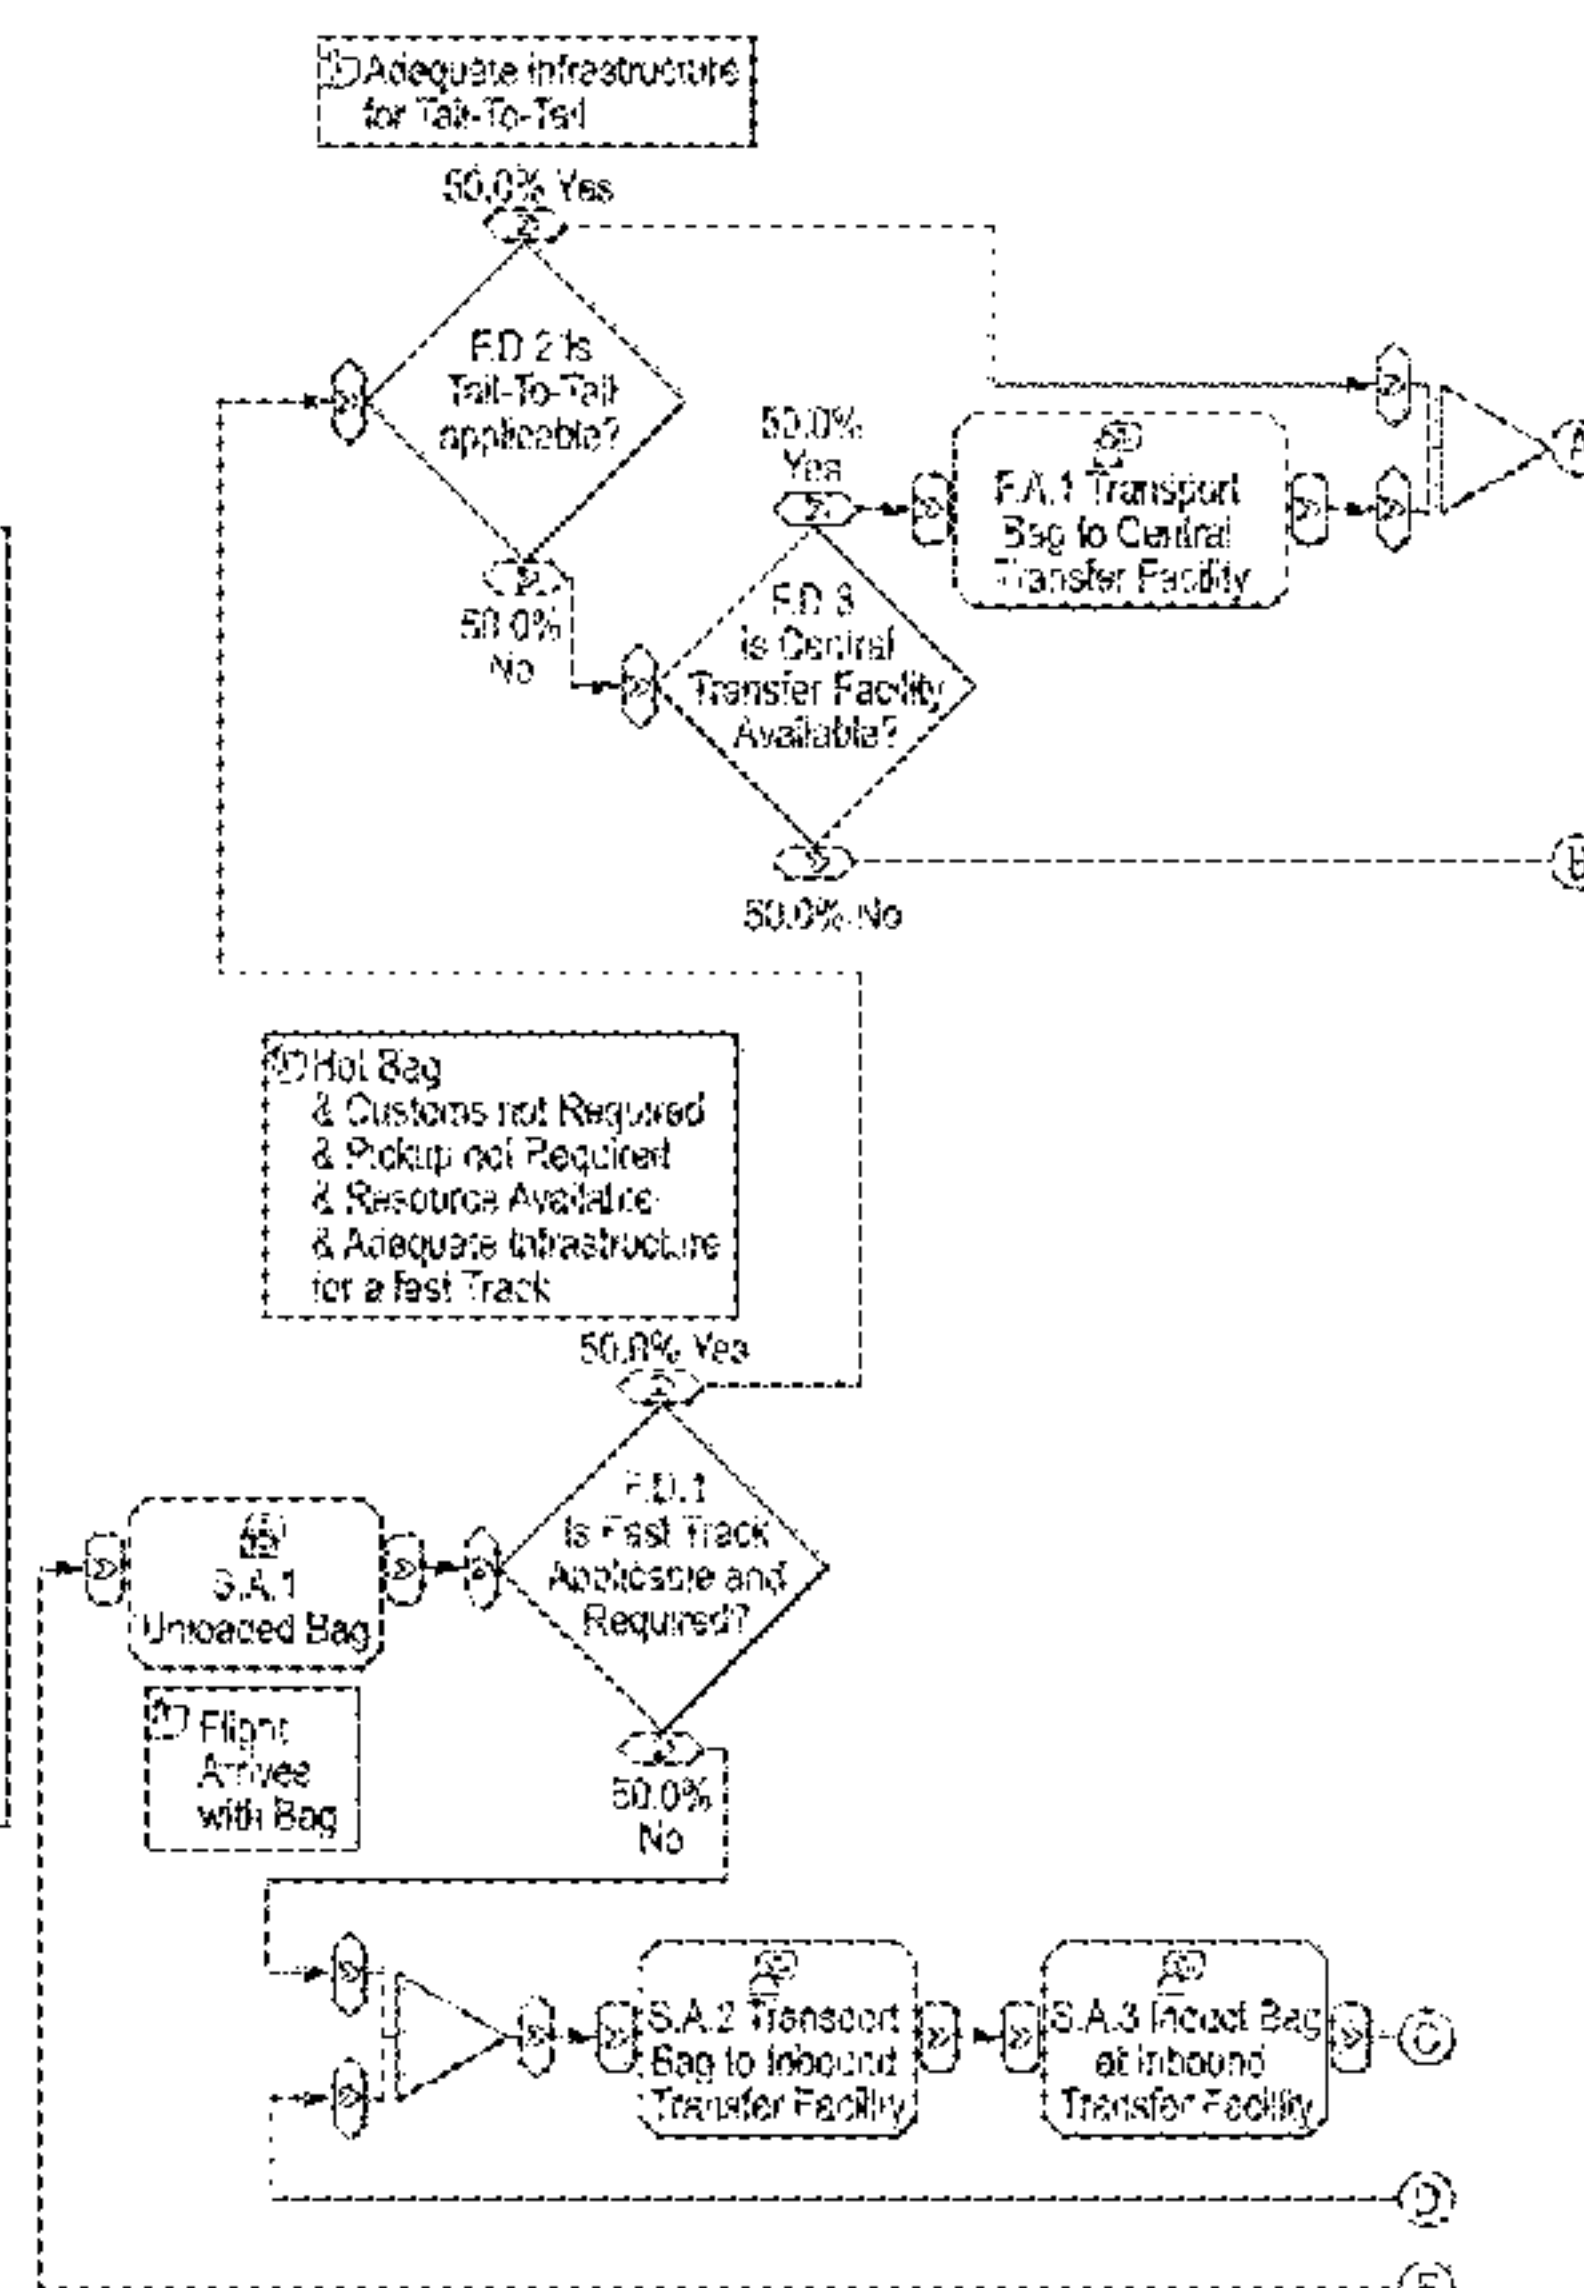 Adequate infrastructure
for Tail-To-Tail
50.0% Yes
F.D.2 Is
Tail-To-Tail
applicable?
50.0%
No
50.0%
Yes
F.A.1 Transport
Bag to Central
Transfer Facility
A
F.D.3
Is Central
Transfer Facility
Available?
50.0% No
B
Hot Bag
& Customs not Required
& Pickup not Required
& Resource Available
& Adequate Infrastructure
for a fast Track
50.0% Yes
F.D.1
Is Fast Track
Applicable and
Required?
50.0%
No
S.A.1
Unloaded Bag
Flight
Arrives
with Bag
S.A.2 Transport
Bag to Inbound
Transfer Facility
S.A.3 Induct Bag
at Inbound
Transfer Facility
C
D
E